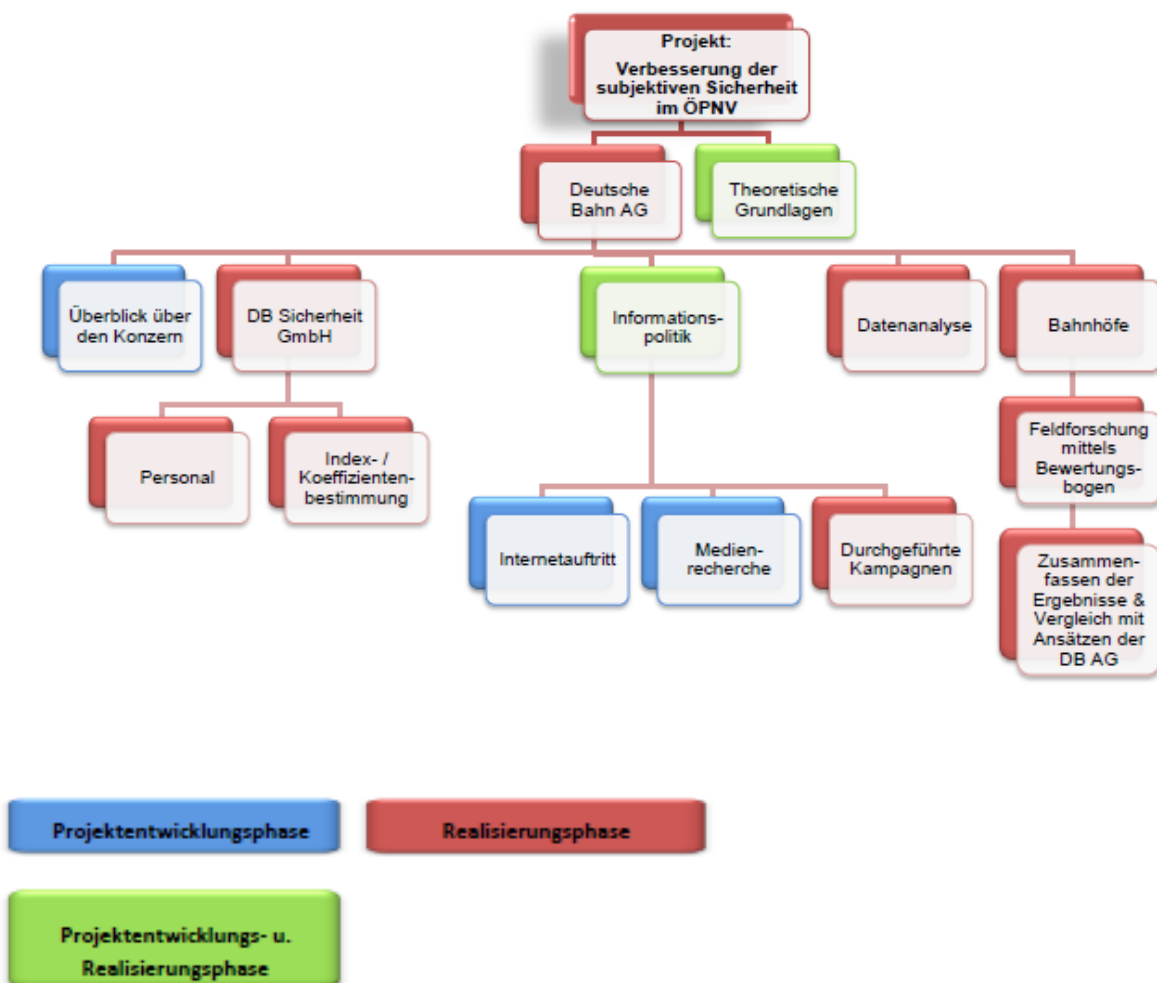 Projekt:
Verbesserung der
subjektiven Sicherheit
im ÖPNV
Deutsche
Bahn AG
Theoretische
Grundlagen
Überblick über
den Konzern
DB Sicherheit
GmbH
Informations-
politik
Datenanalyse
Bahnhöfe
Personal
Index- /
Koeffizienten-
bestimmung
Feldforschung
mittels
Bewertungs-
bogen
Internetauftritt
Medien-
recherche
Durchgeführte
Kampagnen
Zusammen-
fassen der
Ergebnisse &
Vergleich mit
Ansätzen der
DB AG
Projektentwicklungsphase
Realisierungsphase
Projektentwicklungs- u.
Realisierungsphase